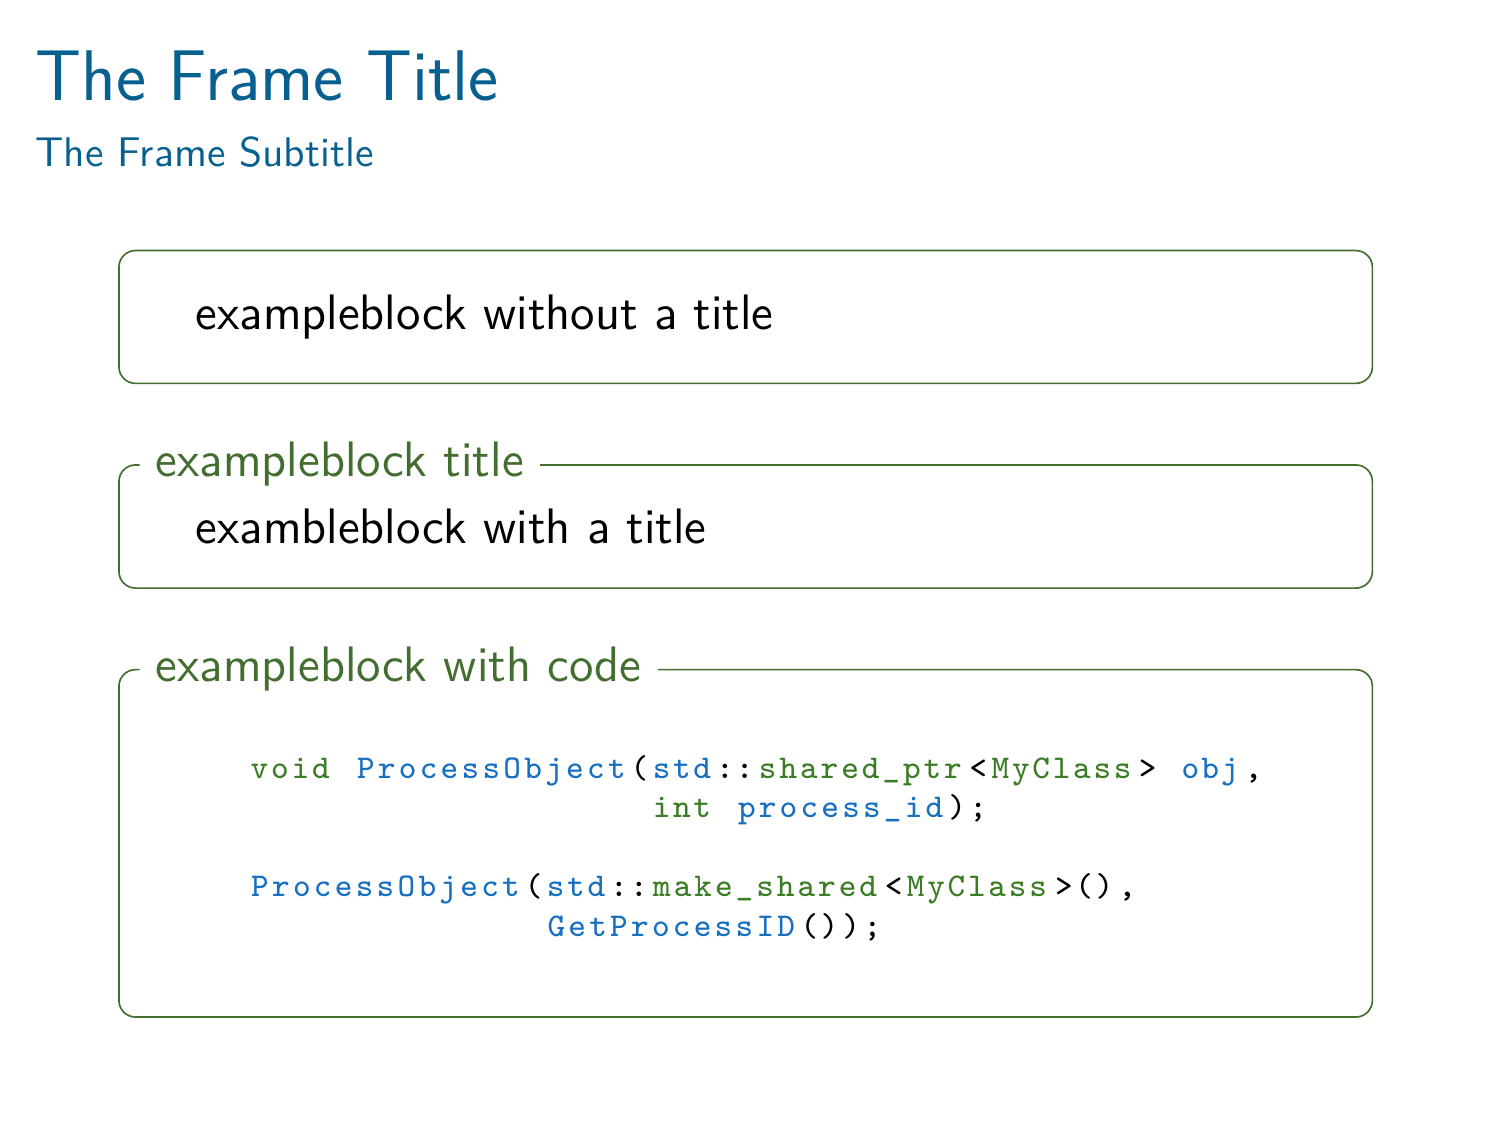 The Frame Title
The Frame Subtitle
exampleblock without a title
exampleblock title
exambleblock with a title
exampleblock with code
void ProcessObject(std::shared_ptr<MyClass> obj,
int process_id);
ProcessObject(std::make_shared<MyClass>(),
GetProcessID());